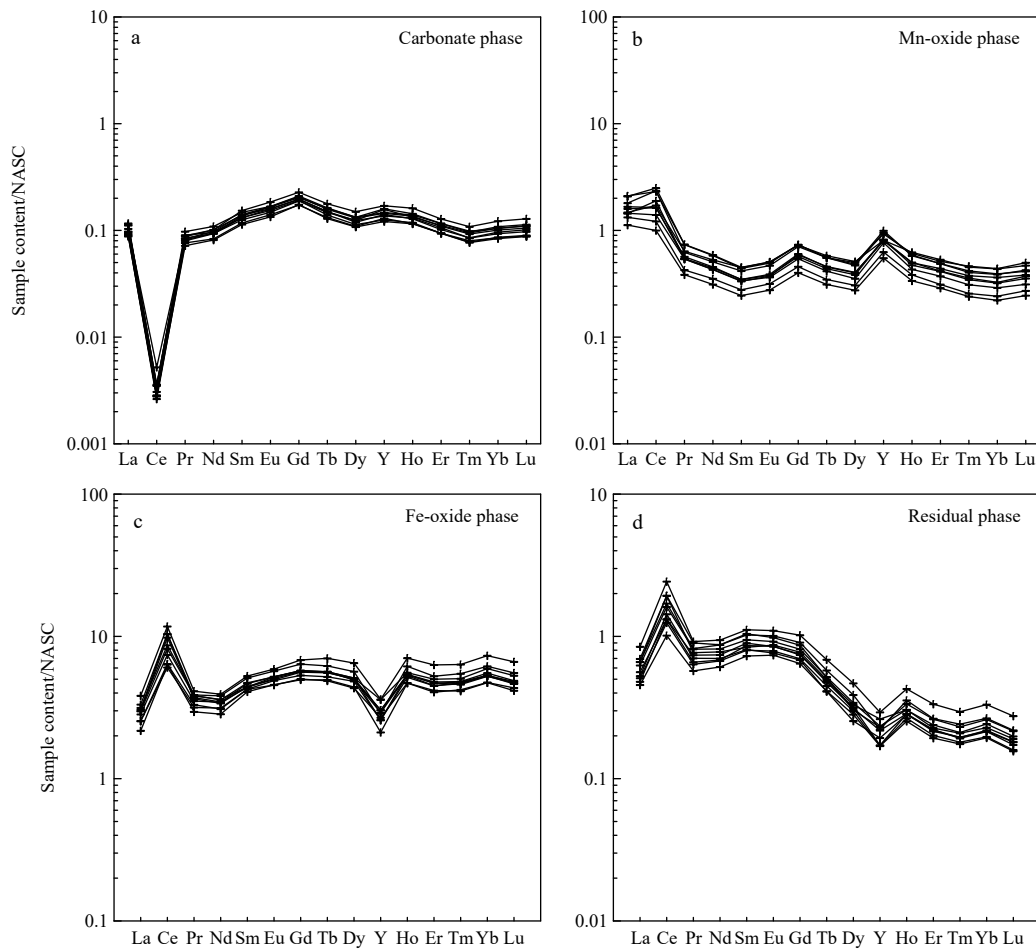 10
a
Carbonate phase
1
0.1
0.01
0.001
Sample content/NASC
La Ce Pr Nd Sm Eu Gd Tb Dy Y Ho Er Tm Yb Lu
100
b
Mn-oxide phase
10
1
0.1
0.01
La Ce Pr Nd Sm Eu Gd Tb Dy Y Ho Er Tm Yb Lu
100
c
Fe-oxide phase
10
1
0.1
Sample content/NASC
La Ce Pr Nd Sm Eu Gd Tb Dy Y Ho Er Tm Yb Lu
10
d
Residual phase
1
0.1
0.01
La Ce Pr Nd Sm Eu Gd Tb Dy Y Ho Er Tm Yb Lu